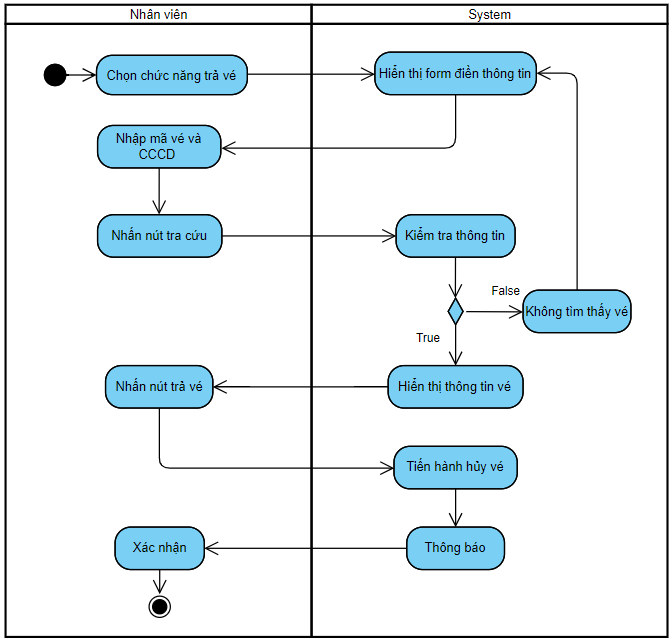 Nhân viên
System
Chọn chức năng trả vé
Hiển thị form điền thông tin
Nhập mã vé và
CCCD
Nhấn nút tra cứu
Kiểm tra thông tin
False
Không tìm thấy vé
True
Nhấn nút trả vé
Hiển thị thông tin vé
Tiến hành hủy vé
Xác nhận
Thông báo